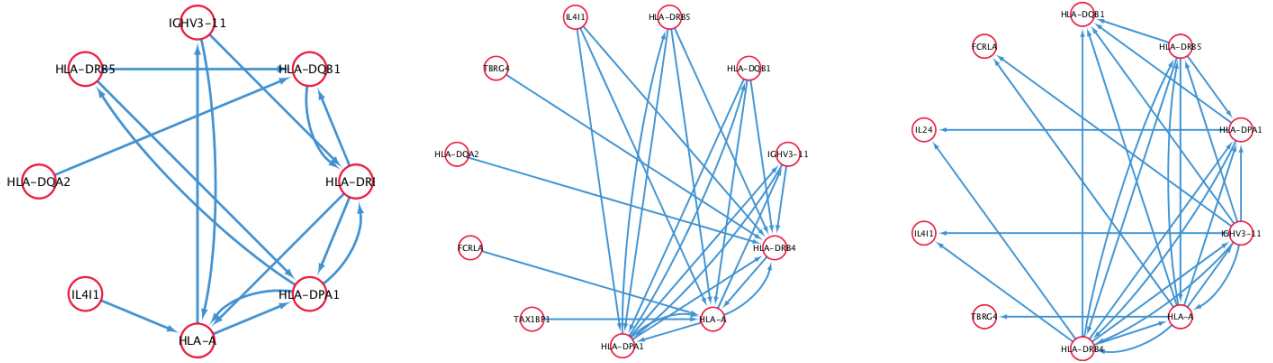 IGHV3-11
HLA-DRB5
HLA-DQB1
HLA-DQA2
HLA-DRI
IL4I1
HLA-DPA1
HLA-A
IL4I1
HLA-DRB5
TBRG4
HLA-DQB1
HLA-DQA2
IGHV3-11
FCRLA
HLA-DRB4
TAX1BP1
HLA-A
HLA-DPA1
HLA-DQB1
FCRLA
HLA-DRB5
IL24
HLA-DPA1
IL4I1
IGHV3-11
TBRG4
HLA-A
HLA-DRB4